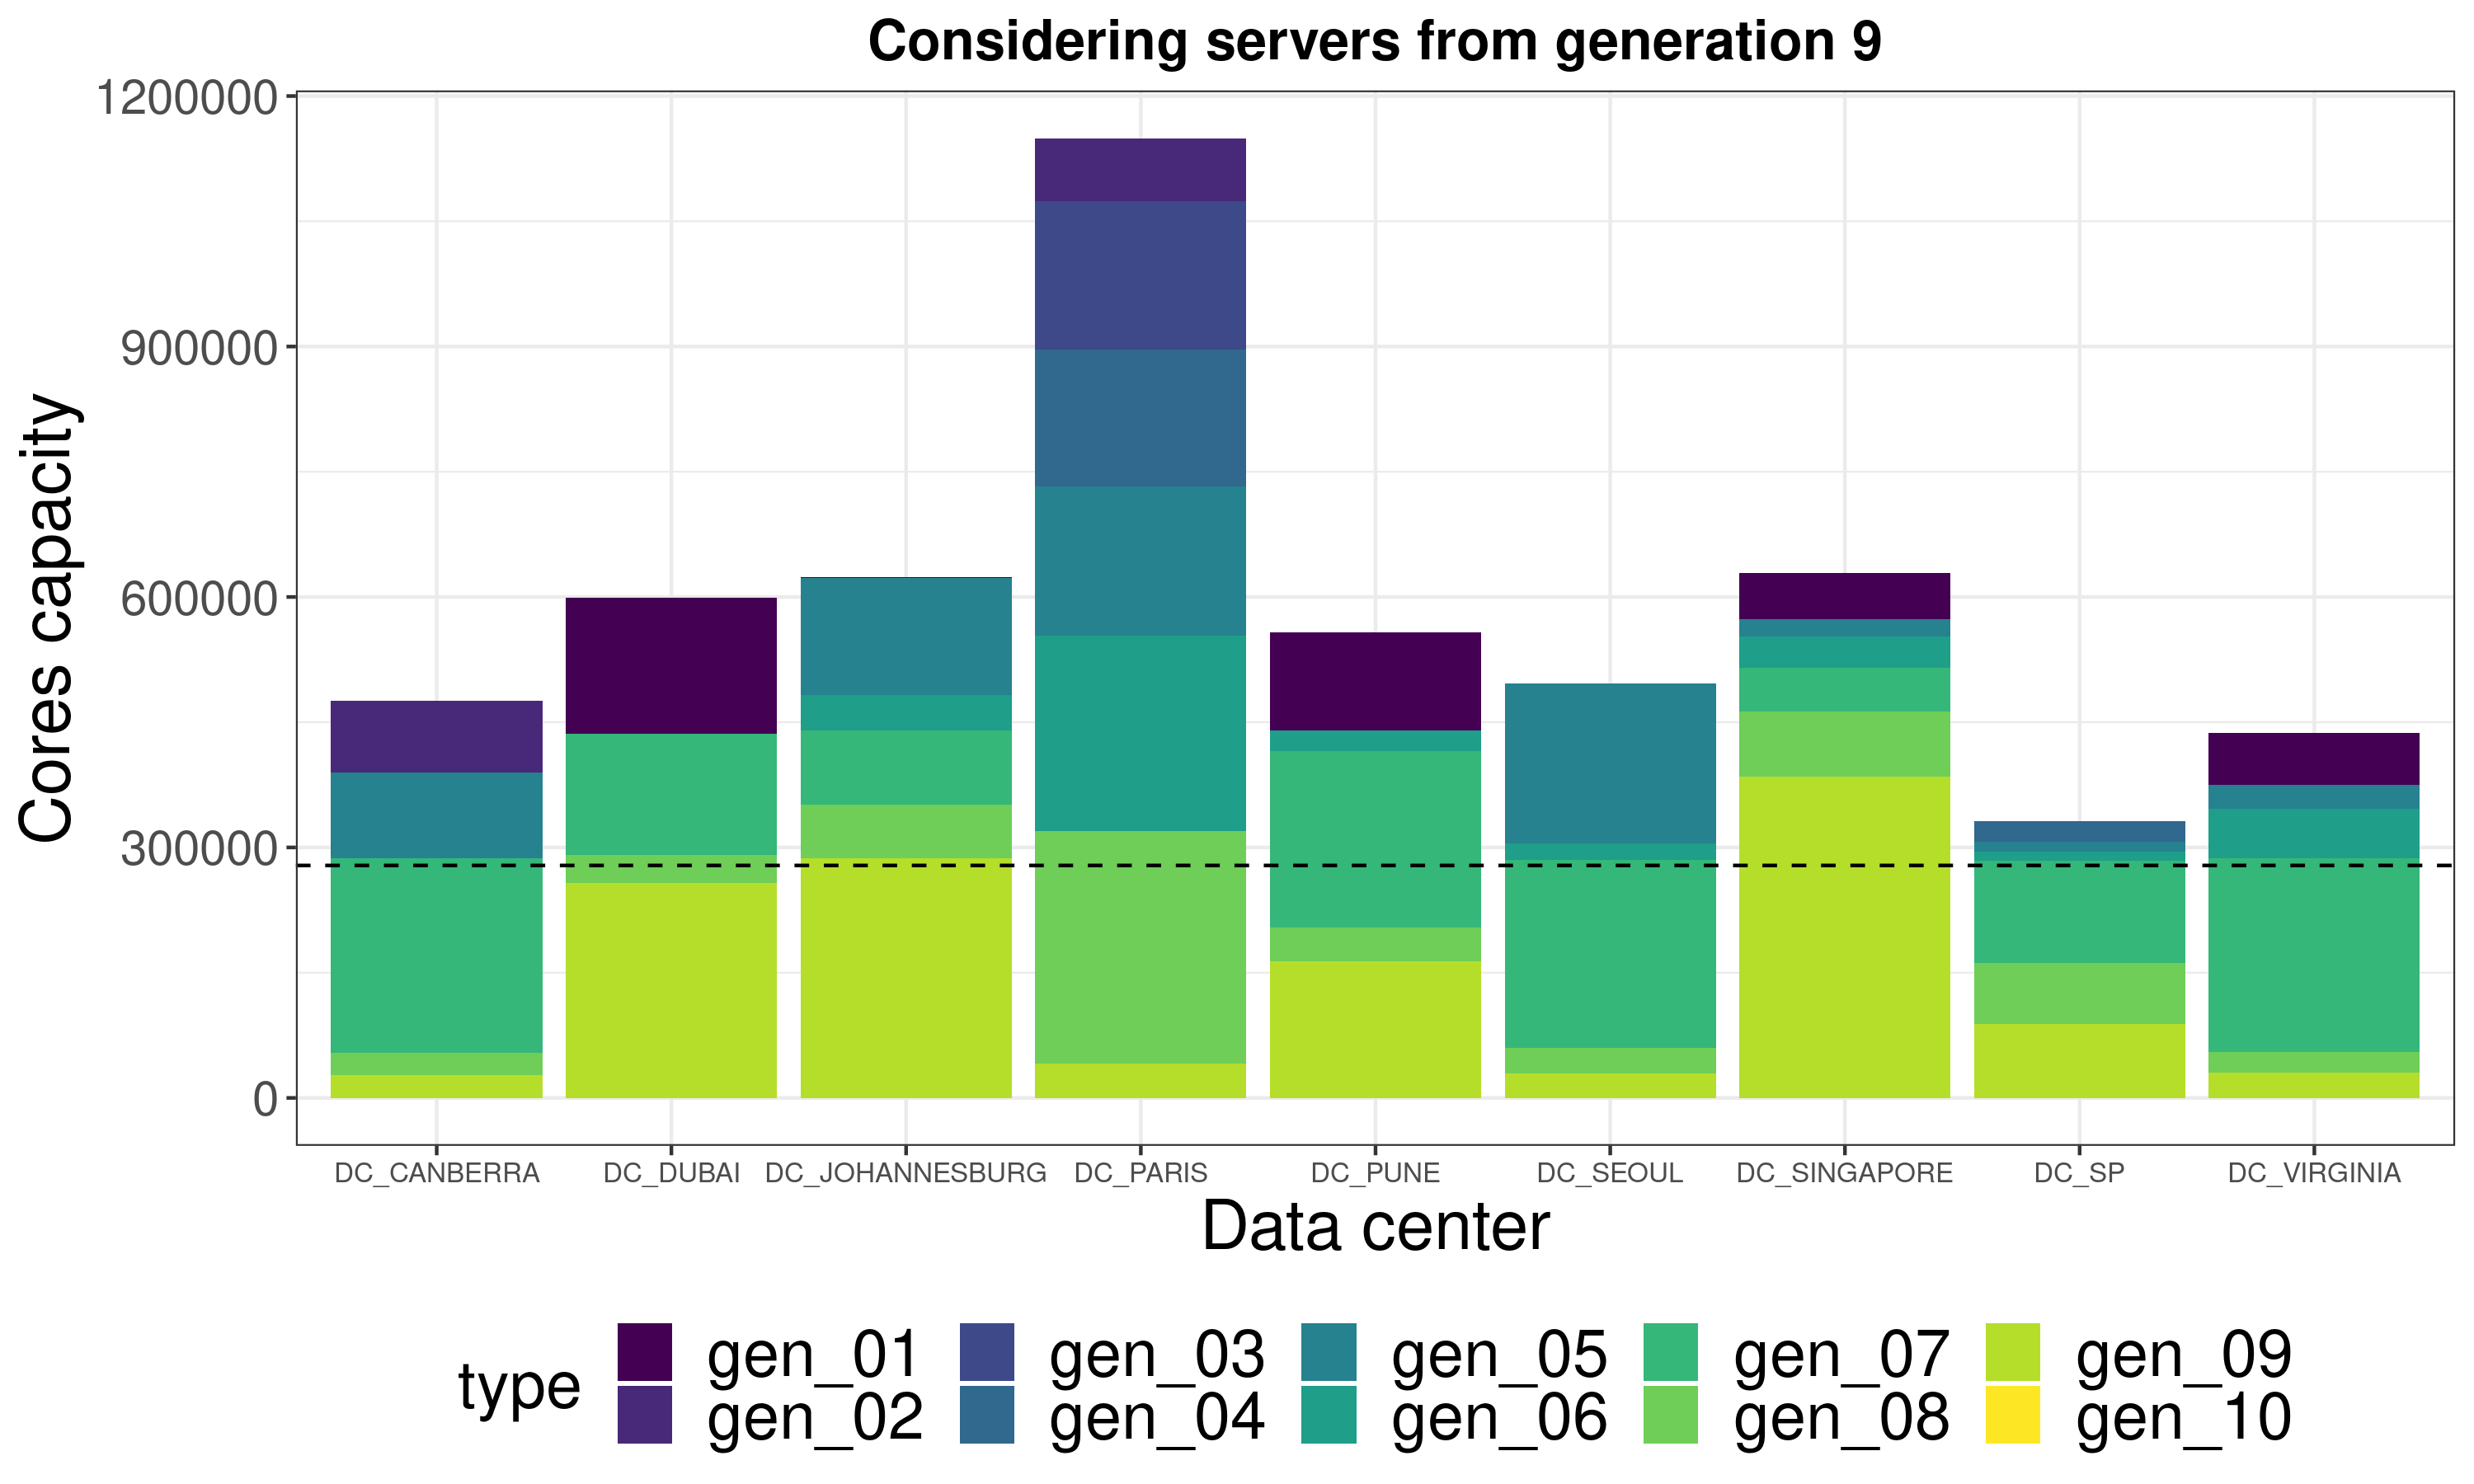 Considering servers from generation 9
1200000
900000
600000
300000
0
Cores capacity
DC_CANBERRA DC_DUBAI DC_JOHANNESBURG DC_PARIS DC_PUNE DC_SEOUL DC_SINGAPORE DC_SP DC_VIRGINIA
Data center
type
gen_01 gen_03 gen_05 gen_07 gen_09
gen_02 gen_04 gen_06 gen_08 gen_10